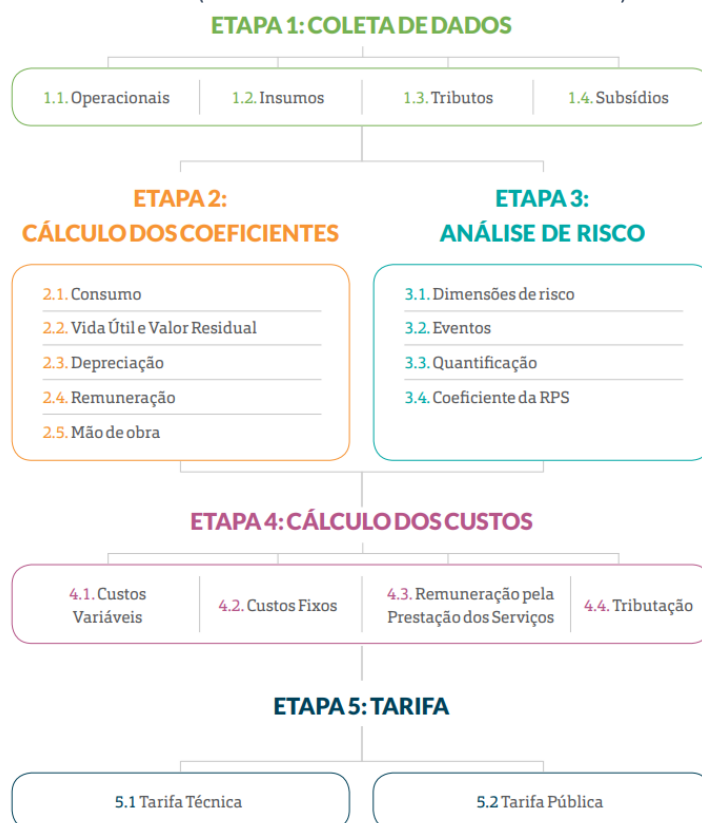 ETAPA 1: COLETA DE DADOS
1.1. Operacionais
1.2. Insumos
1.3. Tributos
1.4. Subsídios
ETAPA 2:
CÁLCULO DOS COEFICIENTES
2.1. Consumo
2.2. Vida Útil e Valor Residual
2.3. Depreciação
2.4. Remuneração
2.5. Mão de obra
ETAPA 3:
ANÁLISE DE RISCO
3.1. Dimensões de risco
3.2. Eventos
3.3. Quantificação
3.4. Coeficiente da RPS
ETAPA 4: CÁLCULO DOS CUSTOS
4.1. Custos
Variáveis
4.2. Custos Fixos
4.3. Remuneração pela
Prestação dos Serviços
4.4. Tributação
ETAPA 5: TARIFA
5.1 Tarifa Técnica
5.2 Tarifa Pública